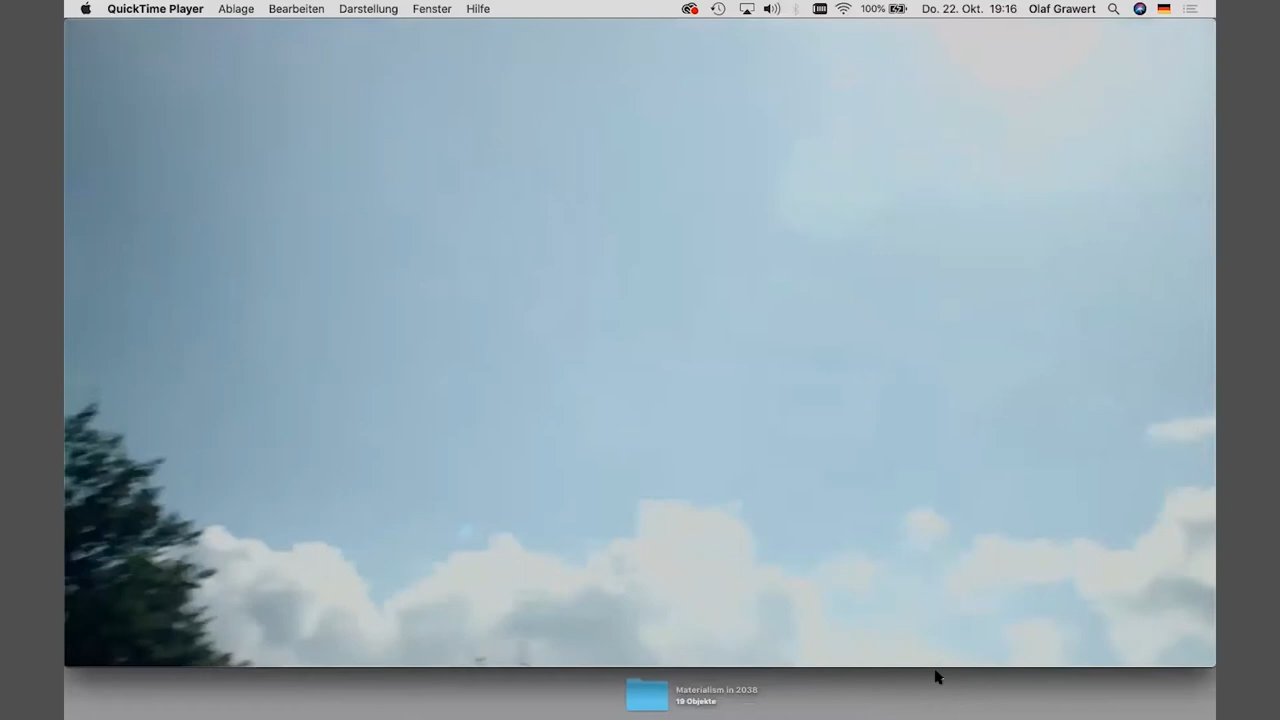 QuickTime Player Ablage Bearbeiten Darstellung Fenster Hilfe 100% Do. 22. Okt. 19:16 Olaf Grawert
Materialism in 2038
19 Objekte